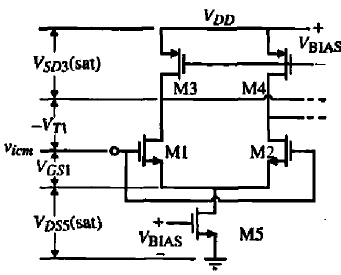 V_DD
+
V_BIAS
−
V_SD3(sat)
M3
M4
−V_T1
v_icm
M1
M2
V_GS1
V_DS5(sat)
+
V_BIAS
−
M5